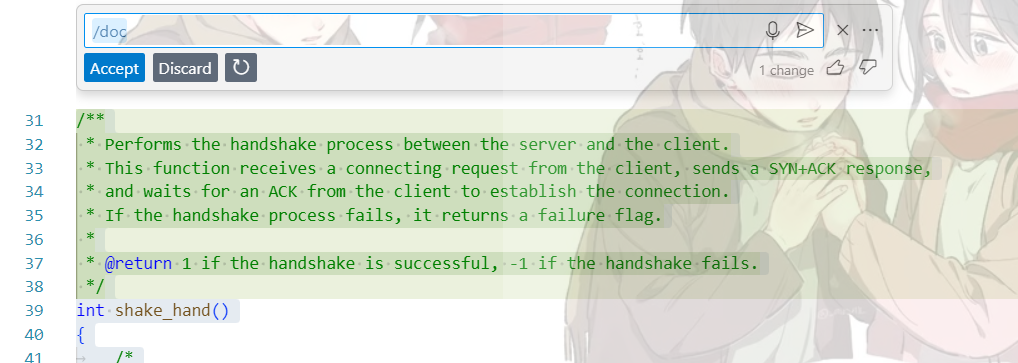 /doc
Accept Discard
1 change
31 /**
32 * Performs the handshake process between the server and the client.
33 * This function receives a connecting request from the client, sends a SYN+ACK response,
34 * and waits for an ACK from the client to establish the connection.
35 * If the handshake process fails, it returns a failure flag.
36 *
37 * @return 1 if the handshake is successful, -1 if the handshake fails.
38 */
39 int shake_hand()
40 {
41 /*